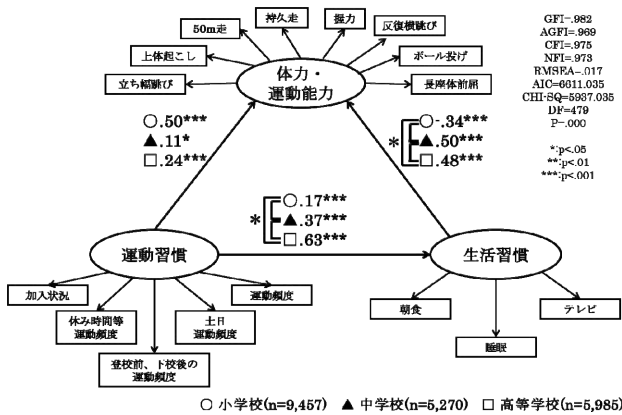 持久走
握力
50m走
反復横跳び
上体起こし
ボール投げ
立ち幅跳び
長座体前屈
体力・
運動能力
GFI=.982
AGFI=.969
CFI=.975
NFI=.973
RMSEA=.017
AIC=6611.035
CHI-SQ=5937.035
DF=479
P=.000
*:p<.05
**:p<.01
***:p<.001
○.50***
▲.11*
□.24***
*
○-.34***
▲.50***
□.48***
*
○.17***
▲.37***
□.63***
運動習慣
生活習慣
加入状況
休み時間等
運動頻度
登校前、下校後の
運動頻度
土日
運動頻度
運動頻度
朝食
睡眠
テレビ
○ 小学校(n=9,457) ▲ 中学校(n=5,270) □ 高等学校(n=5,985)